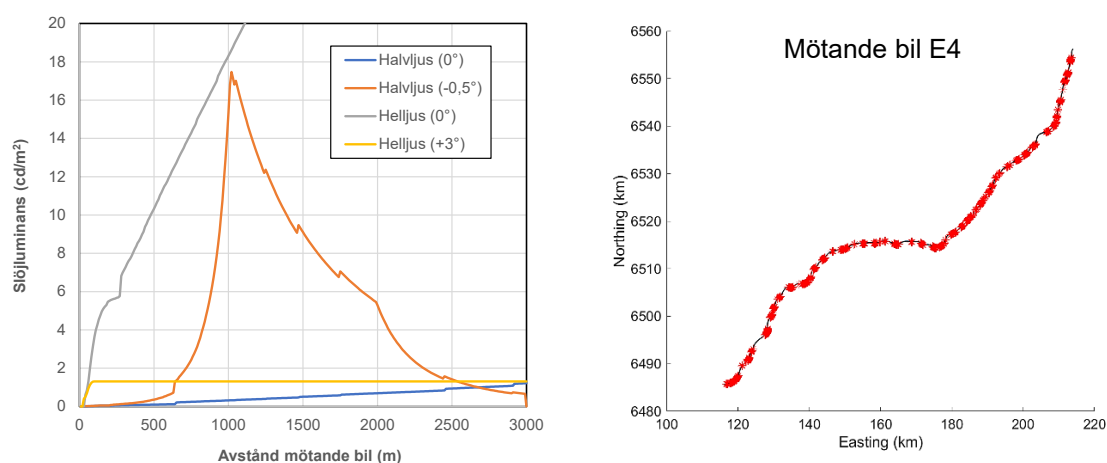 20
18
16
14
12
10
8
6
4
2
0
Slöjluminans (cd/m²)
Halvljus (0°)
Halvljus (-0,5°)
Helljus (0°)
Helljus (+3°)
0 500 1000 1500 2000 2500 3000
Avstånd mötande bil (m)
Mötande bil E4
6560
6550
6540
6530
6520
6510
6500
6490
6480
Northing (km)
100 120 140 160 180 200 220
Easting (km)